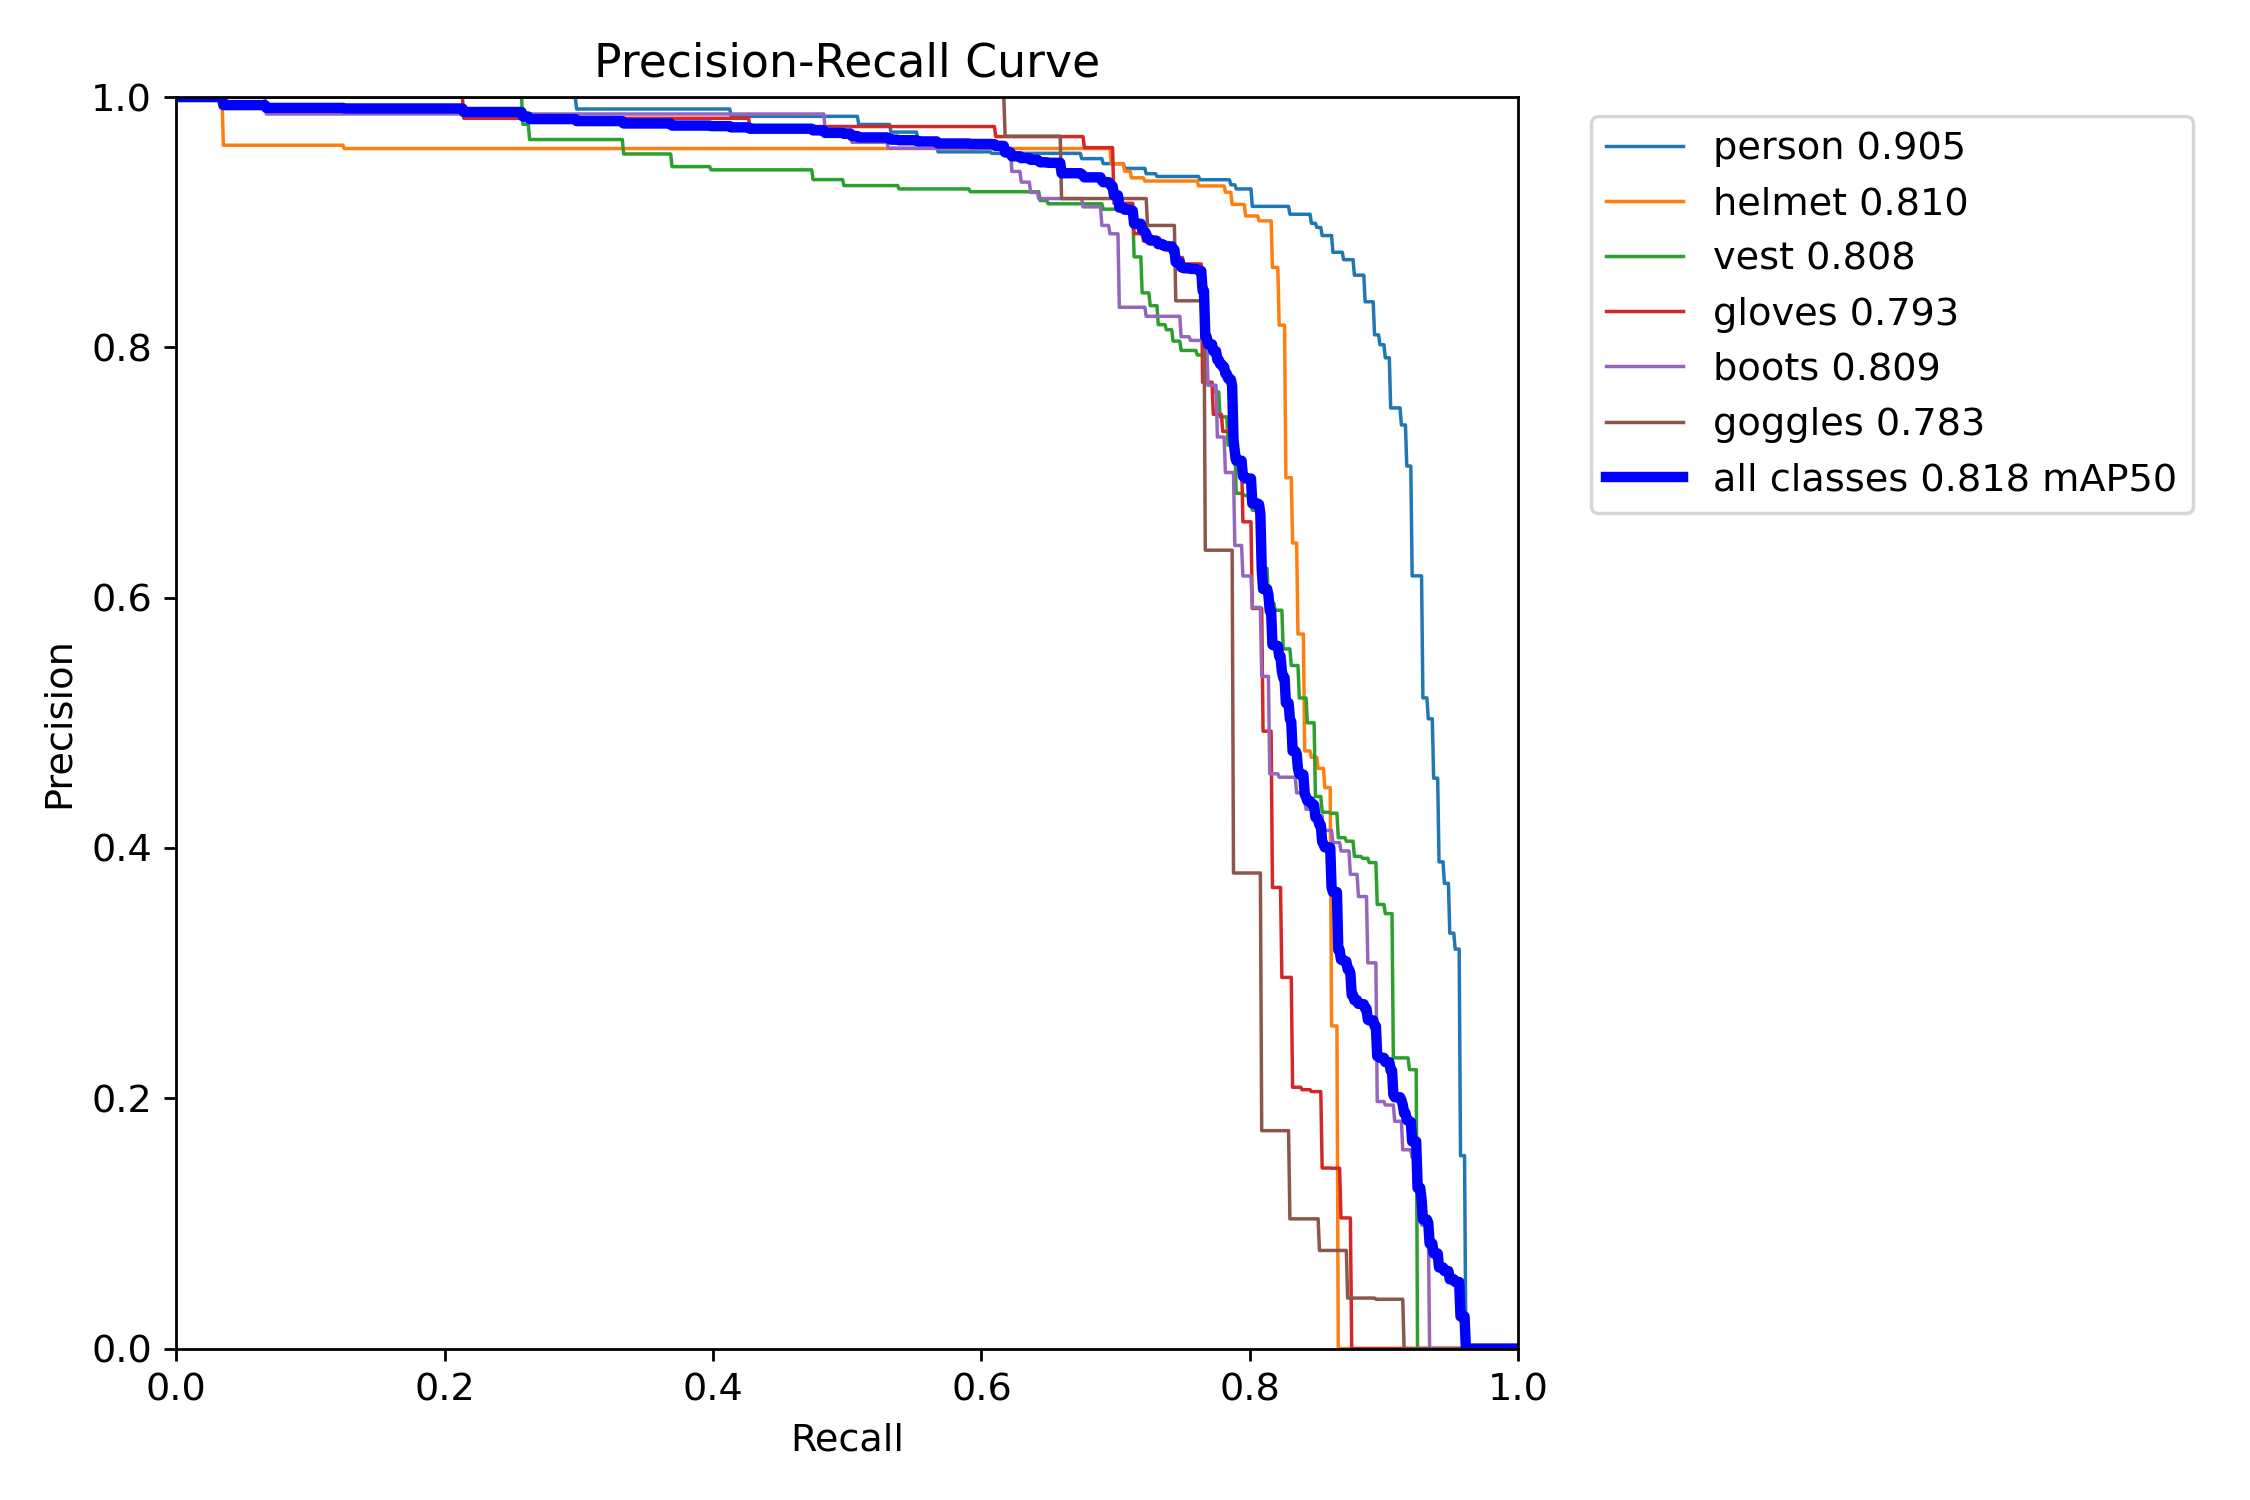 Precision-Recall Curve
1.0
0.8
0.6
0.4
0.2
0.0
Precision
0.0 0.2 0.4 0.6 0.8 1.0
Recall
person 0.905
helmet 0.810
vest 0.808
gloves 0.793
boots 0.809
goggles 0.783
all classes 0.818 mAP50